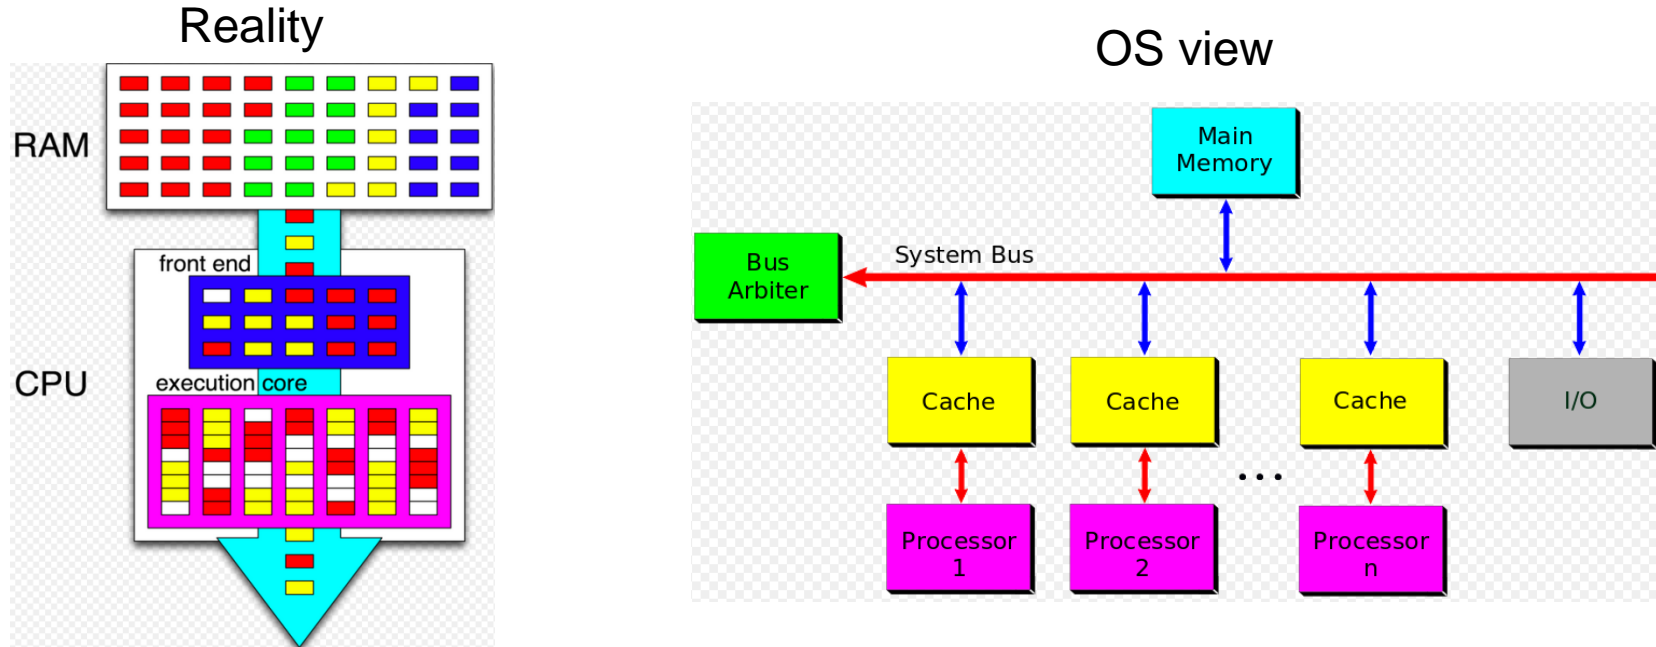 Reality
RAM
front end
CPU
execution core
OS view
Main
Memory
System Bus
Bus
Arbiter
Cache
Cache
Cache
I/O
...
Processor
1
Processor
2
Processor
n